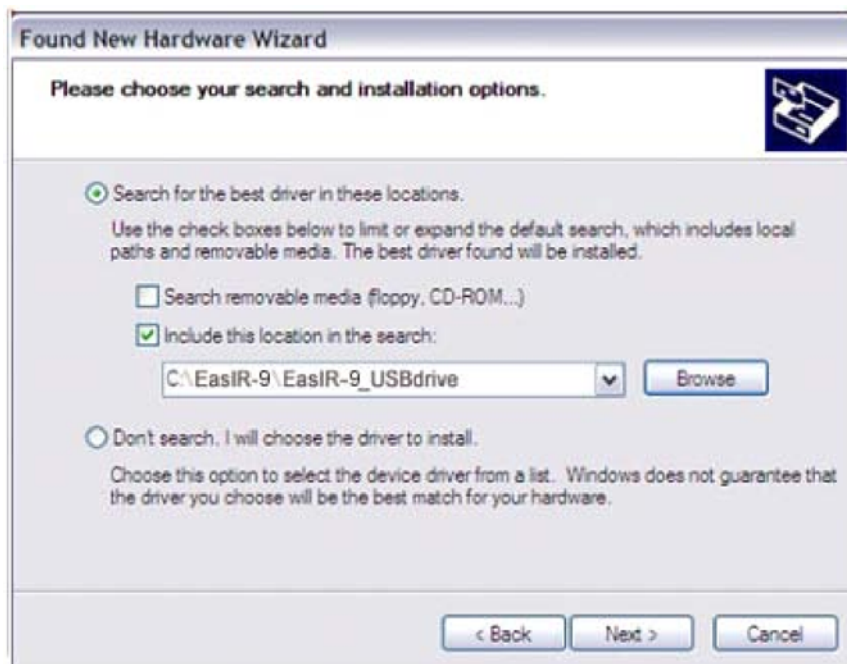 Found New Hardware Wizard
Please choose your search and installation options.
Search for the best driver in these locations.
Use the check boxes below to limit or expand the default search, which includes local
paths and removable media. The best driver found will be installed.
Search removable media (floppy, CD-ROM...)
Include this location in the search:
C:\EasIR-9\EasIR-9_USBdrive
Browse
Don't search. I will choose the driver to install.
Choose this option to select the device driver from a list. Windows does not guarantee that
the driver you choose will be the best match for your hardware.
< Back Next > Cancel